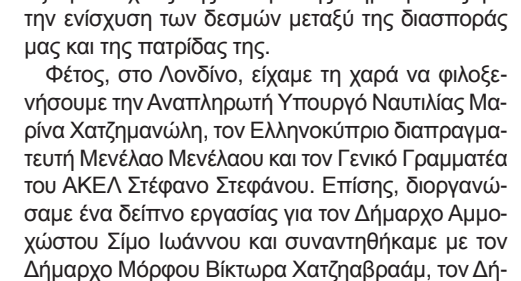 την ενίσχυση των δεσμών μεταξύ της διασποράς
μας και της πατρίδας της.
Φέτος, στο Λονδίνο, είχαμε τη χαρά να φιλοξε-
νήσουμε την Αναπληρωτή Υπουργό Ναυτιλίας Μα-
ρίνα Χατζημανώλη, τον Ελληνοκύπριο διαπραγμα-
τευτή Μενέλαο Μενέλαου και τον Γενικό Γραμματέα
του ΑΚΕΛ Στέφανο Στεφάνου. Επίσης, διοργανώ-
σαμε ένα δείπνο εργασίας για τον Δήμαρχο Αμμο-
χώστου Σίμο Ιωάννου και συναντηθήκαμε με τον
Δήμαρχο Μόρφου Βίκτωρα Χατζηαβραάμ, τον Δή-